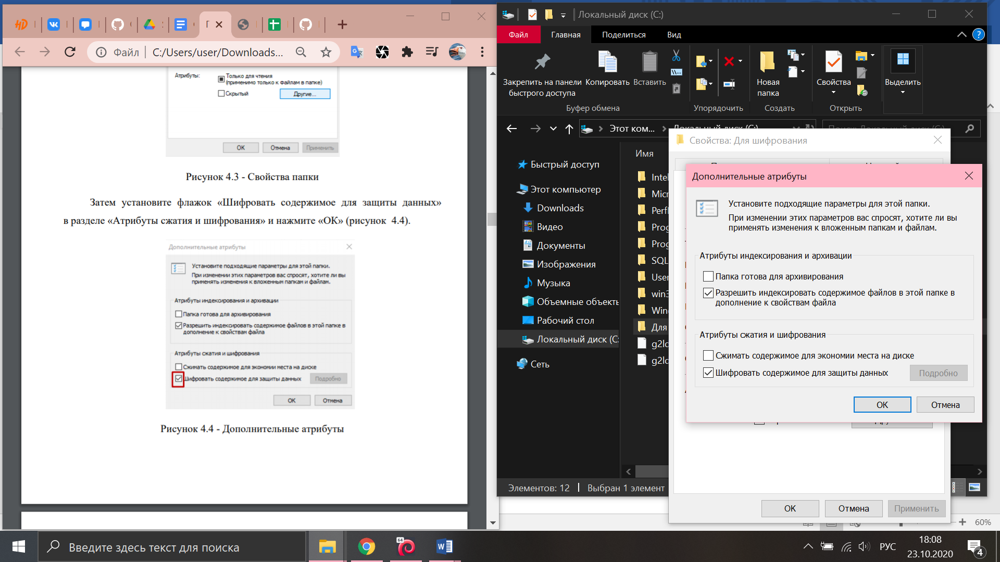 Файл
C:/Users/user/Downloads...
Атрибуты:
Только для чтения
(применимо только к файлам в папке)
Скрытый
Другие...
ОК
Отмена
Применить
Рисунок 4.3 - Свойства папки
Затем установите флажок «Шифровать содержимое для защиты данных»
в разделе «Атрибуты сжатия и шифрования» и нажмите «ОК» (рисунок 4.4).
Дополнительные атрибуты
Установите подходящие параметры для этой папки.
При изменении этих параметров вас спросят, хотите ли вы
применять изменения к вложенным папкам и файлам.
Атрибуты индексирования и архивации
Папка готова для архивирования
Разрешить индексировать содержимое файлов в этой папке в
дополнение к свойствам файла
Атрибуты сжатия и шифрования
Сжимать содержимое для экономии места на диске
Шифровать содержимое для защиты данных
Подробно
ОК
Отмена
Рисунок 4.4 - Дополнительные атрибуты
Локальный диск (C:)
Файл
Главная
Поделиться
Вид
Закрепить на панели
быстрого доступа
Копировать
Вставить
Новая
папка
Свойства
Выделить
Буфер обмена
Упорядочить
Создать
Открыть
Этот ком...
Локальный диск (C:)
Поиск: Локальный диск (C:)
Имя
Быстрый доступ
Этот компьютер
Downloads
Видео
Документы
Изображения
Музыка
Объемные объекты
Рабочий стол
Локальный диск (C:
Сеть
Intel
Micr
Perfl
Prog
Prog
SQL
User
win3
Wind
Для
g2ld
g2ld
Элементов: 12
Выбран 1 элемент
Свойства: Для шифрования
Дополнительные атрибуты
Установите подходящие параметры для этой папки.
При изменении этих параметров вас спросят, хотите ли вы
применять изменения к вложенным папкам и файлам.
Атрибуты индексирования и архивации
Папка готова для архивирования
Разрешить индексировать содержимое файлов в этой папке в
дополнение к свойствам файла
Атрибуты сжатия и шифрования
Сжимать содержимое для экономии места на диске
Шифровать содержимое для защиты данных
Подробно
ОК
Отмена
ОК
Отмена
Применить
60%
Введите здесь текст для поиска
64
РУС
18:08
23.10.2020
4